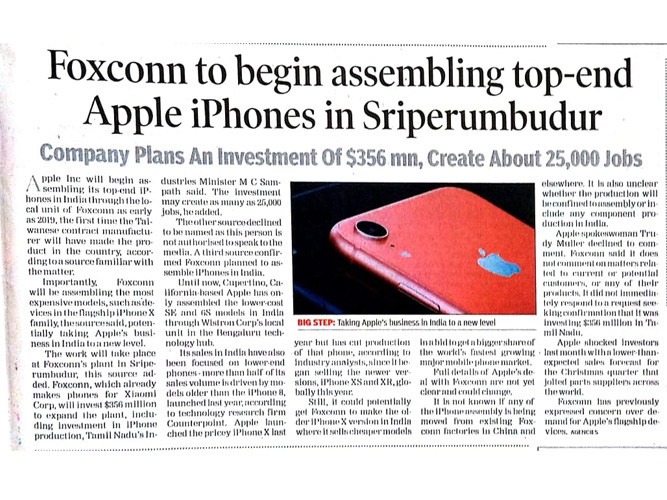 Foxconn to begin assembling top-end
Apple iPhones in Sriperumbudur
Company Plans An Investment Of $356 mn, Create About 25,000 Jobs
Apple Inc will begin as-
sembling its top-end iP-
hones in India through the lo-
cal unit of Foxconn as early
as 2019, the first time the Tai-
wanese contract manufactu-
rer will have made the pro-
duct in the country, accor-
ding to a source familiar with
the matter.
Importantly, Foxconn
will be assembling the most
expensive models, such as de-
vices in the flagship iPhone X
family, the source said, poten-
tially taking Apple's busi-
ness in India to a new level.
The work will take place
at Foxconn's plant in Sripe-
rumbudur, this source ad-
ded. Foxconn, which already
makes phones for Xiaomi
Corp, will invest $356 million
to expand the plant, inclu-
ding investment in iPhone
production, Tamil Nadu's In-
dustries Minister M C Sam-
path said. The investment
may create as many as 25,000
jobs, he added.
The other source declined
to be named as this person is
not authorised to speak to the
media. A third source confir-
med Foxconn planned to as-
semble iPhones in India.
Until now, Cupertino, Ca-
lifornia-based Apple has on-
ly assembled the lower-cost
SE and 6S models in India
through Wistron Corp's local
unit in the Bengaluru tech-
nology hub.
Its sales in India have also
been focused on lower-end
phones - more than half of its
sales volume is driven by mo-
dels older than the iPhone 8,
launched last year, according
to technology research firm
Counterpoint. Apple laun-
ched the pricey iPhone X last
BIG STEP: Taking Apple's business in India to a new level
year but has cut production
of that phone, according to
industry analysts, since it be-
gan selling the newer ver-
sions, iPhone XS and XR, glo-
bally this year.
Still, it could potentially
get Foxconn to make the ol-
der iPhone X version in India
where it sells cheaper models
in a bid to get a bigger share of
the world's fastest growing
major mobile phone market.
Full details of Apple's de-
al with Foxconn are not yet
clear and could change.
It is not known if any of
the iPhone assembly is being
moved from existing Fox-
conn factories in China and
elsewhere. It is also unclear
whether the production will
be confined to assembly or in-
clude any component pro-
duction in India.
Apple spokeswoman Tru-
dy Muller declined to com-
ment. Foxconn said it does
not comment on matters rela-
ted to current or potential
customers, or any of their
products. It did not immedia-
tely respond to a request see-
king confirmation that it was
investing $356 million in Ta-
mil Nadu.
Apple shocked investors
last month with a lower-than-
expected sales forecast for
the Christmas quarter that
jolted parts suppliers across
the world.
Foxconn has previously
expressed concern over de-
mand for Apple's flagship de-
vices. AGENCIES